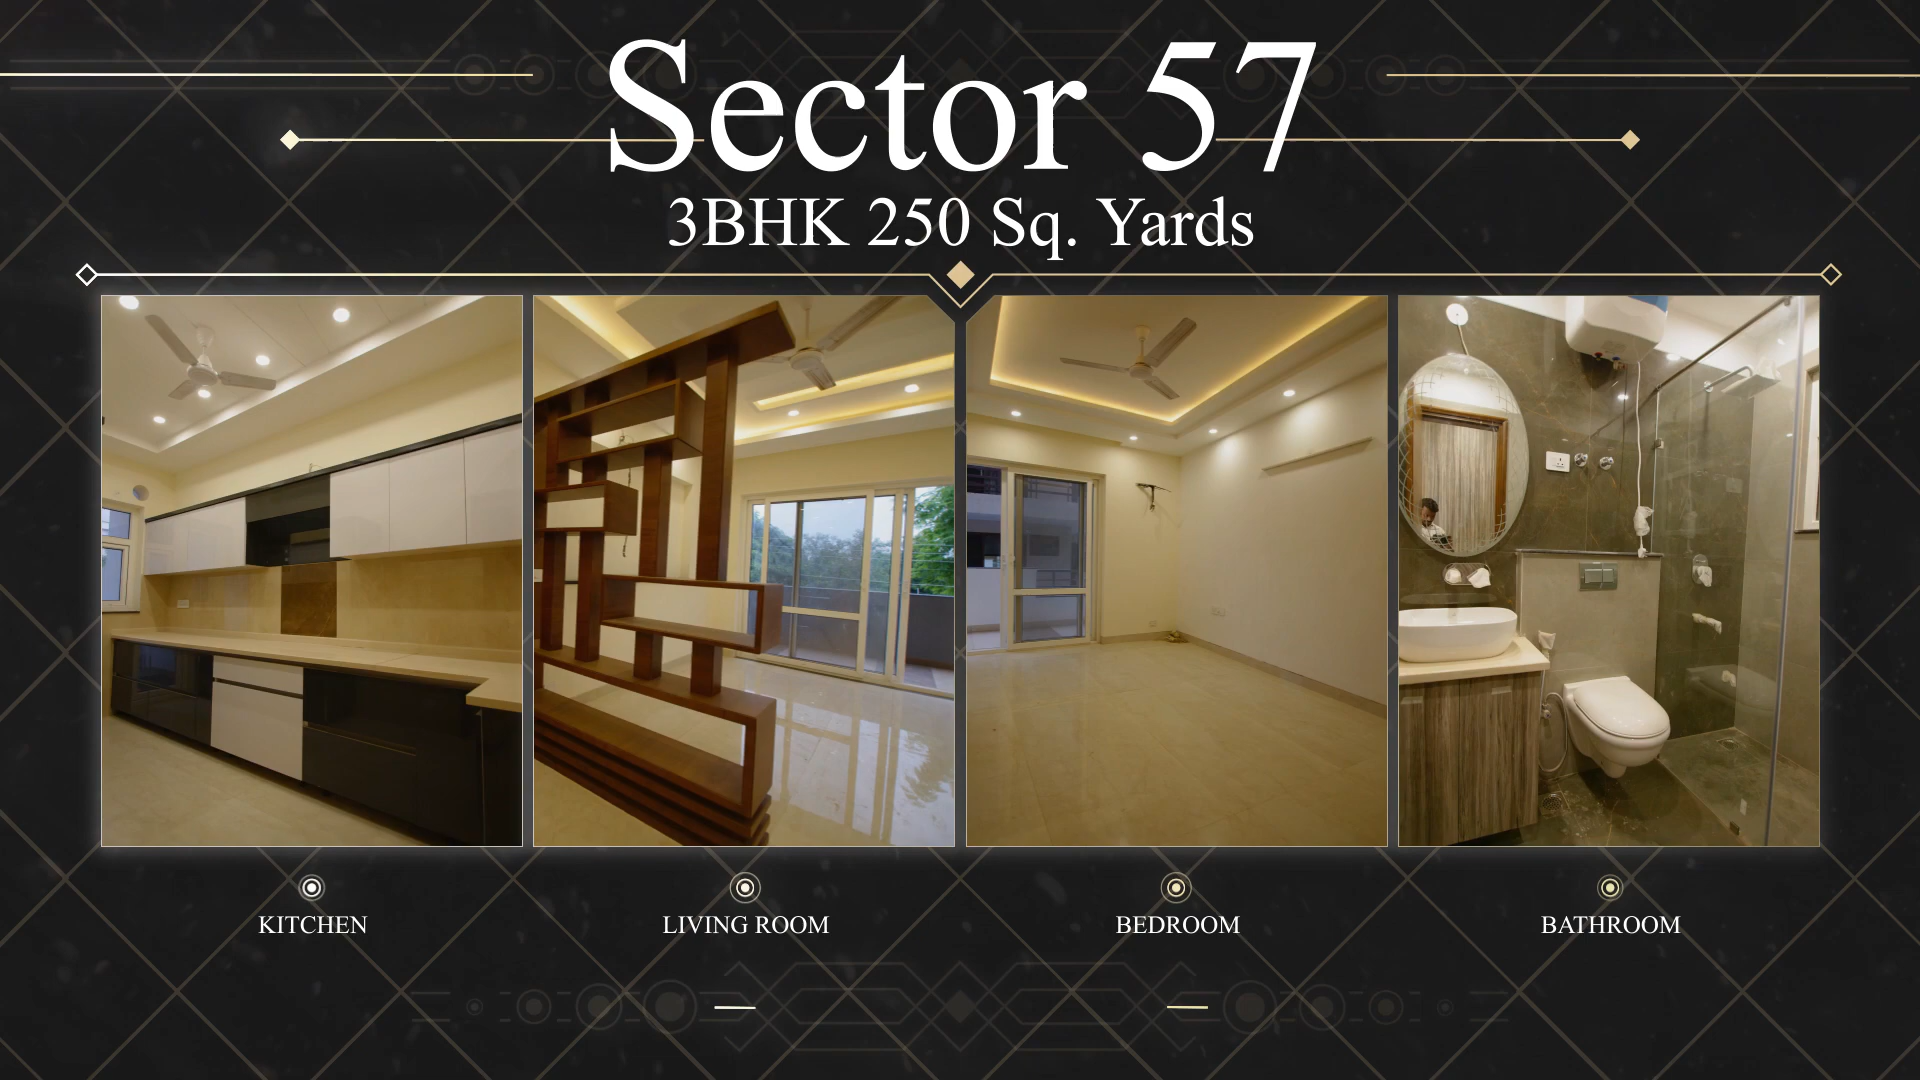 Sector 57
3BHK 250 Sq. Yards
KITCHEN
LIVING ROOM
BEDROOM
BATHROOM